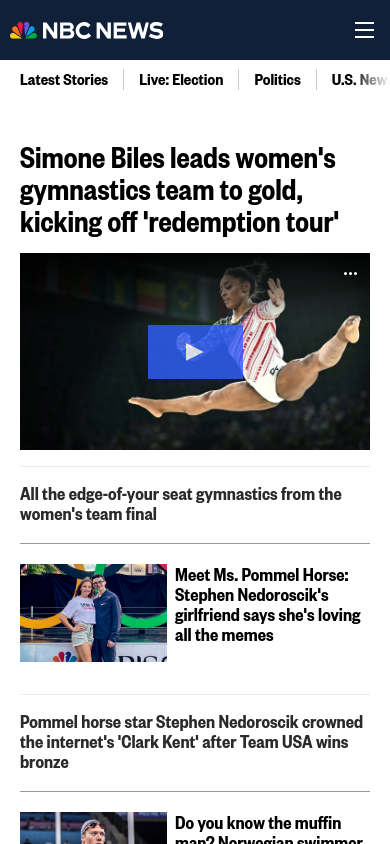 NBC NEWS
Latest Stories
Live: Election
Politics
U.S. New
Simone Biles leads women's
gymnastics team to gold,
kicking off 'redemption tour'
All the edge-of-your seat gymnastics from the
women's team final
Meet Ms. Pommel Horse:
Stephen Nedoroscik's
girlfriend says she's loving
all the memes
Pommel horse star Stephen Nedoroscik crowned
the internet's 'Clark Kent' after Team USA wins
bronze
Do you know the muffin
man? Norwegian swimmer